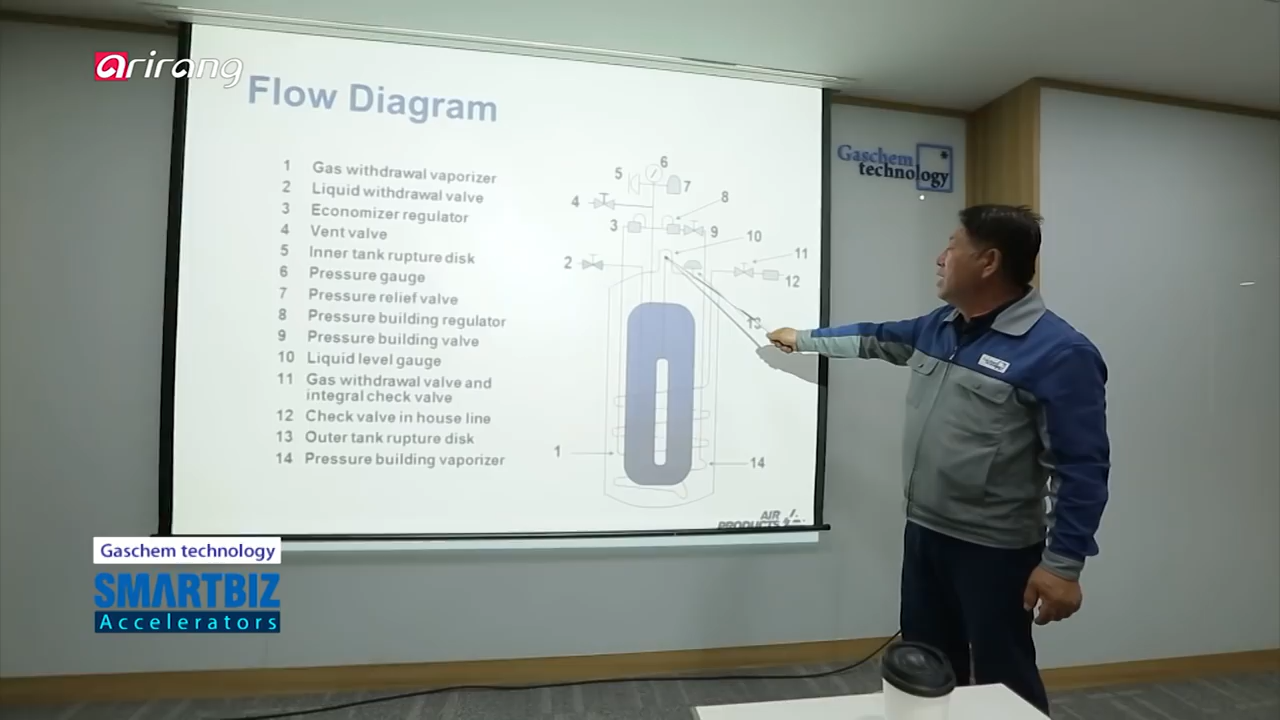 arirang
Flow Diagram
1 Gas withdrawal vaporizer
2 Liquid withdrawal valve
3 Economizer regulator
4 Vent valve
5 Inner tank rupture disk
6 Pressure gauge
7 Pressure relief valve
8 Pressure building regulator
9 Pressure building valve
10 Liquid level gauge
11 Gas withdrawal valve and
integral check valve
12 Check valve in house line
13 Outer tank rupture disk
14 Pressure building vaporizer
6
5
7
4
8
3
9
10
2
11
12
13
1
14
AIR
PRODUCTS
Gaschem
technology
Gaschem technology
SMARTBIZ
Accelerators